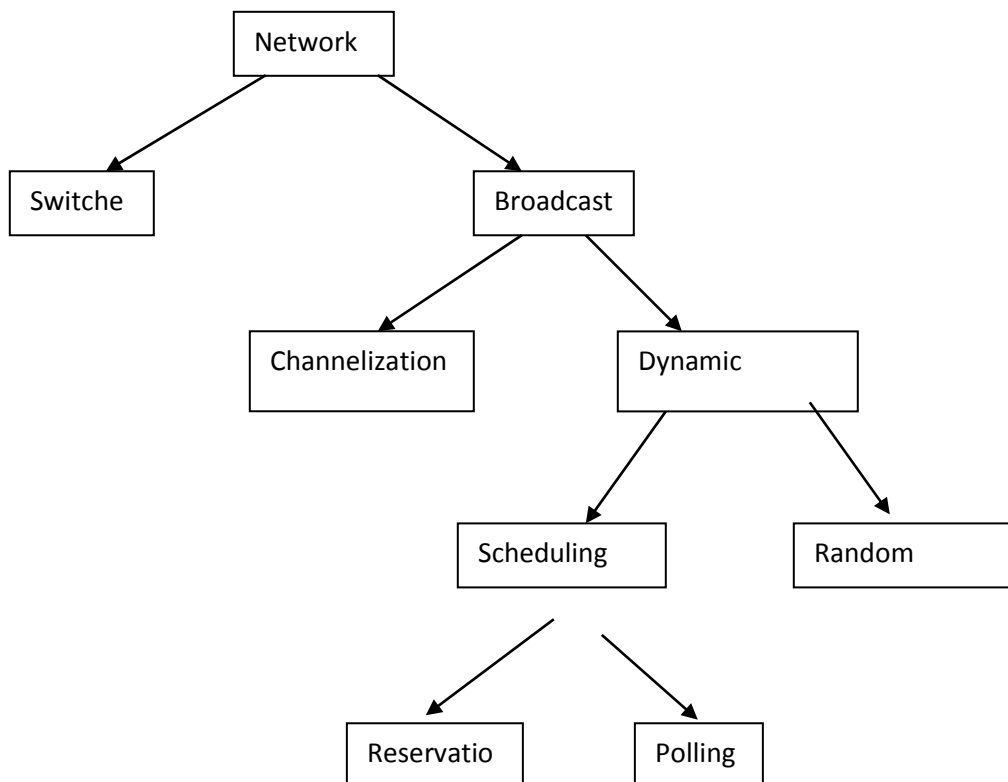 Network
Switche
Broadcast
Channelization
Dynamic
Scheduling
Random
Reservatio
Polling